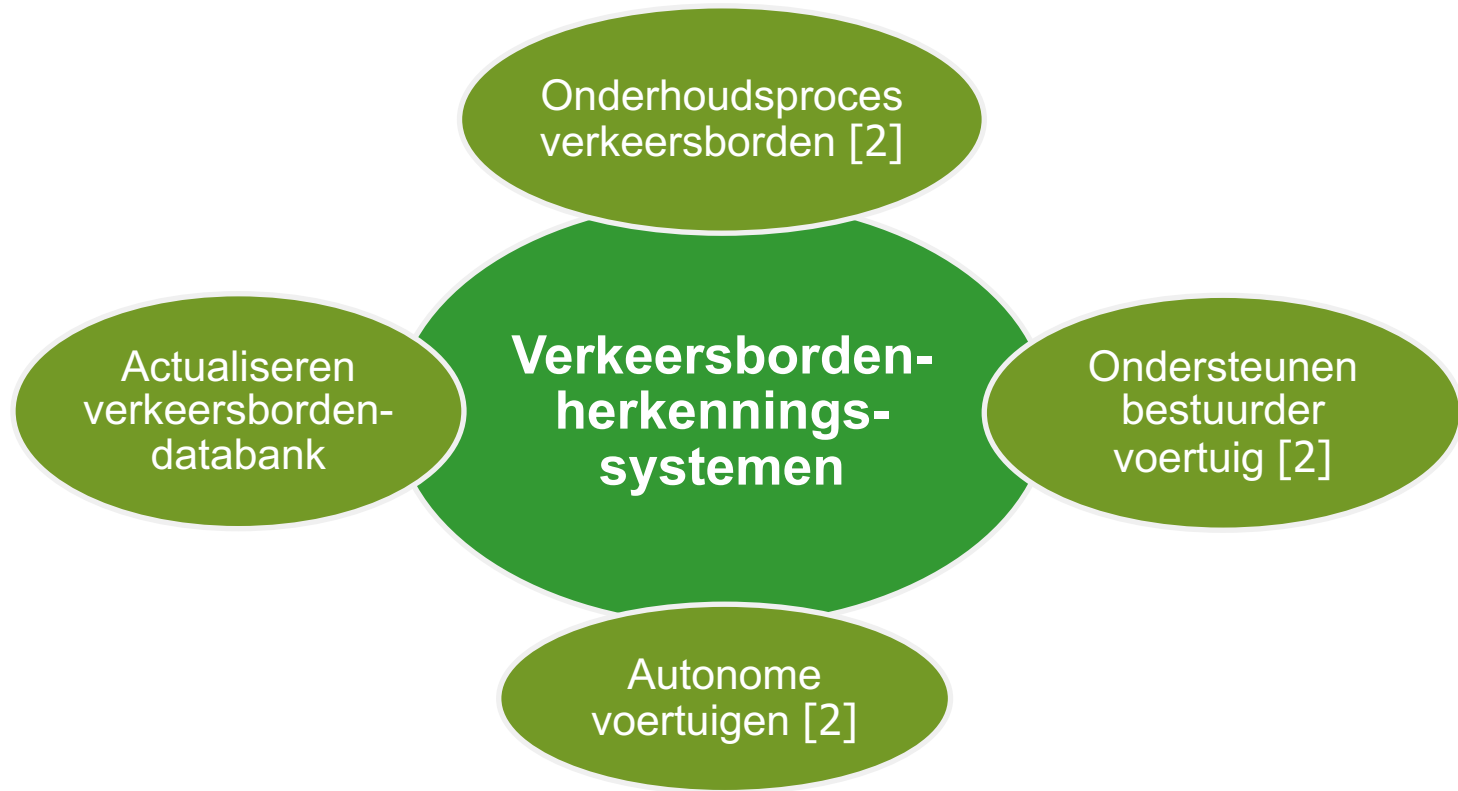 Onderhoudsproces
verkeersborden [2]
Actualiseren
verkeersborden-
databank
Verkeersborden-
herkennings-
systemen
Ondersteunen
bestuurder
voertuig [2]
Autonome
voertuigen [2]